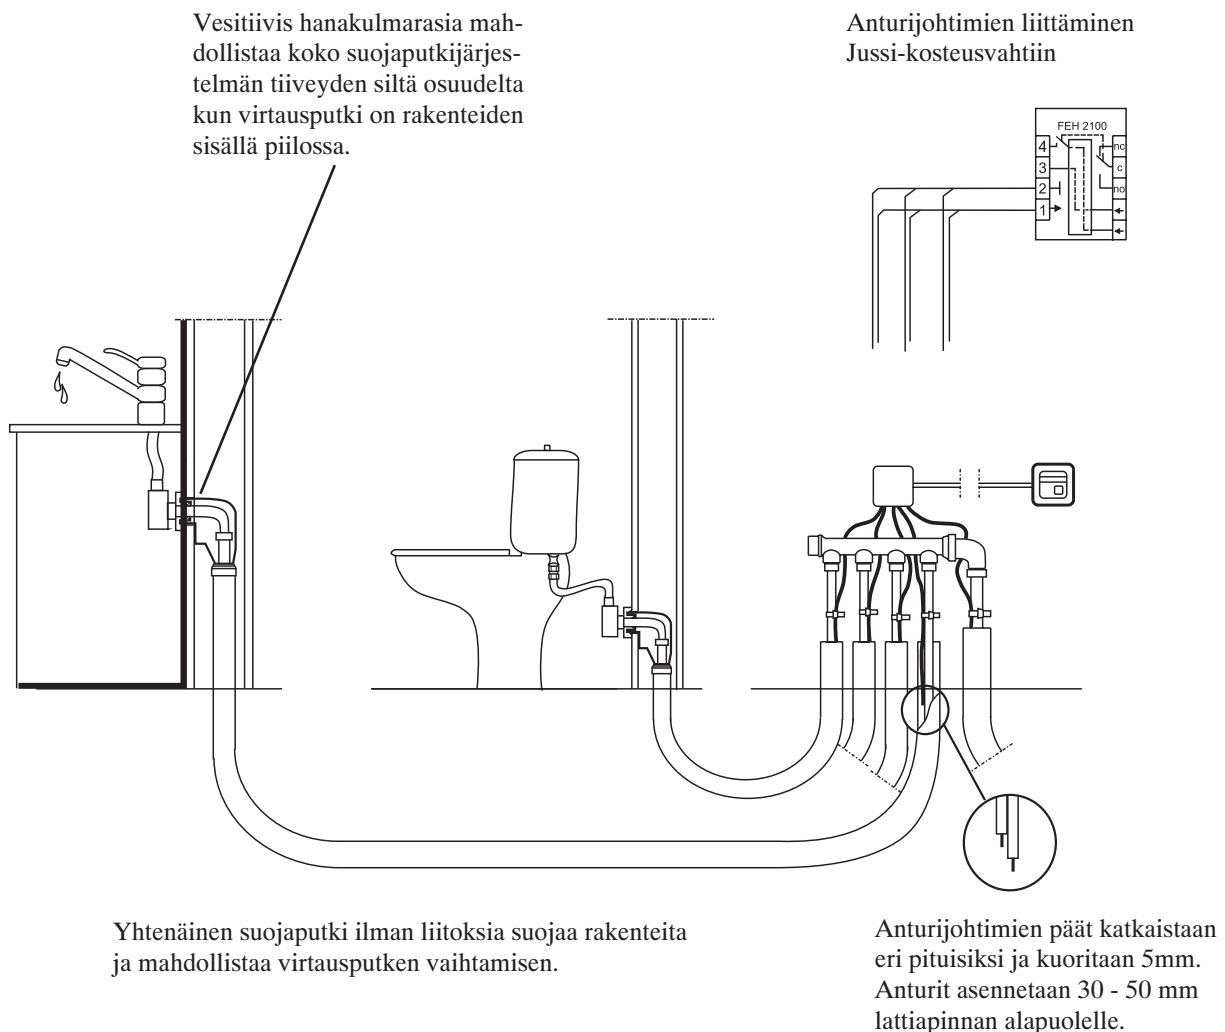 Vesitiivis hanakulmarasia mah-
dollistaa koko suojaputkijärjes-
telmän tiiveyden siltä osuudelta
kun virtausputki on rakenteiden
sisällä piilossa.
Anturijohtimien liittäminen
Jussi-kosteusvahtiin
FEH 2100
4
3
2
1
nc
c
no
Yhtenäinen suojaputki ilman liitoksia suojaa rakenteita
ja mahdollistaa virtausputken vaihtamisen.
Anturijohtimien päät katkaistaan
eri pituisiksi ja kuoritaan 5mm.
Anturit asennetaan 30 - 50 mm
lattiapinnan alapuolelle.